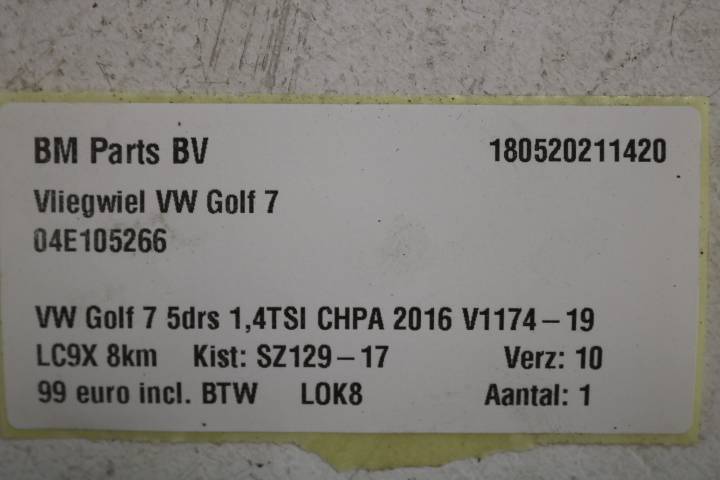 BM Parts BV 180520211420
Vliegwiel VW Golf 7
04E105266
VW Golf 7 5drs 1,4TSI CHPA 2016 V1174-19
LC9X 8km Kist: SZ129-17 Verz: 10
99 euro incl. BTW LOK8 Aantal: 1